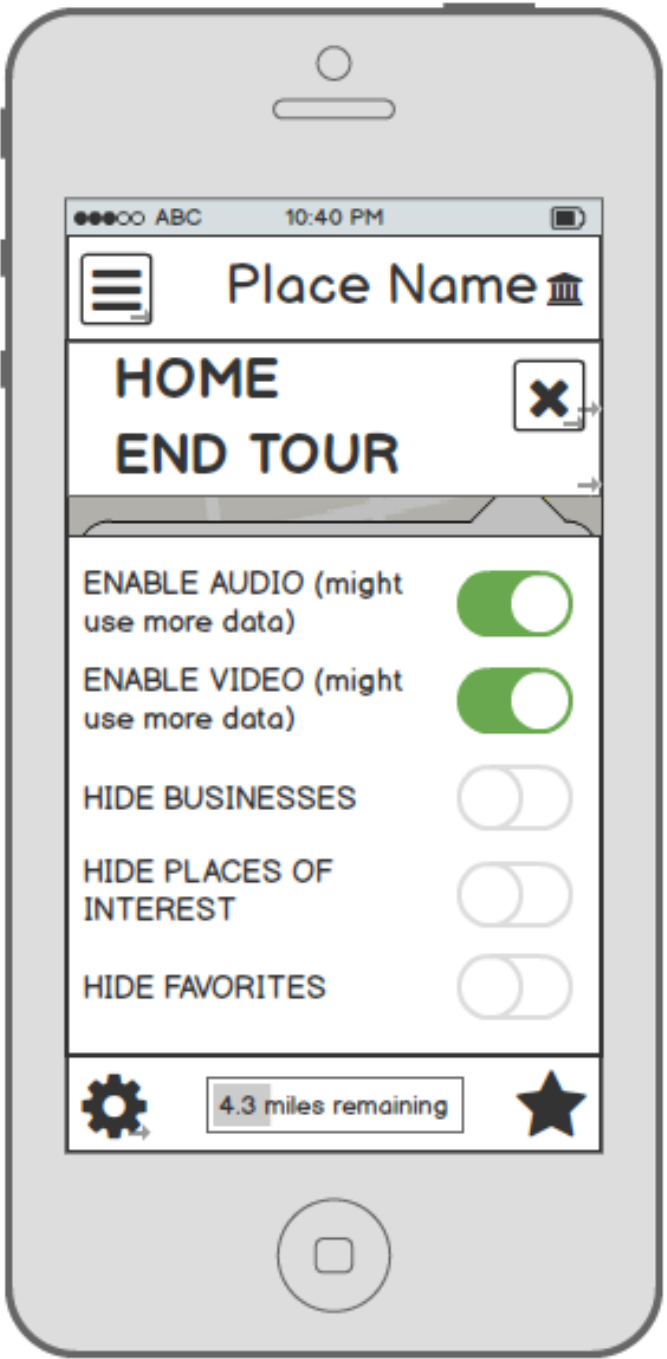 ABC 10:40 PM
Place Name
HOME
END TOUR
ENABLE AUDIO (might
use more data)
ENABLE VIDEO (might
use more data)
HIDE BUSINESSES
HIDE PLACES OF
INTEREST
HIDE FAVORITES
4.3 miles remaining